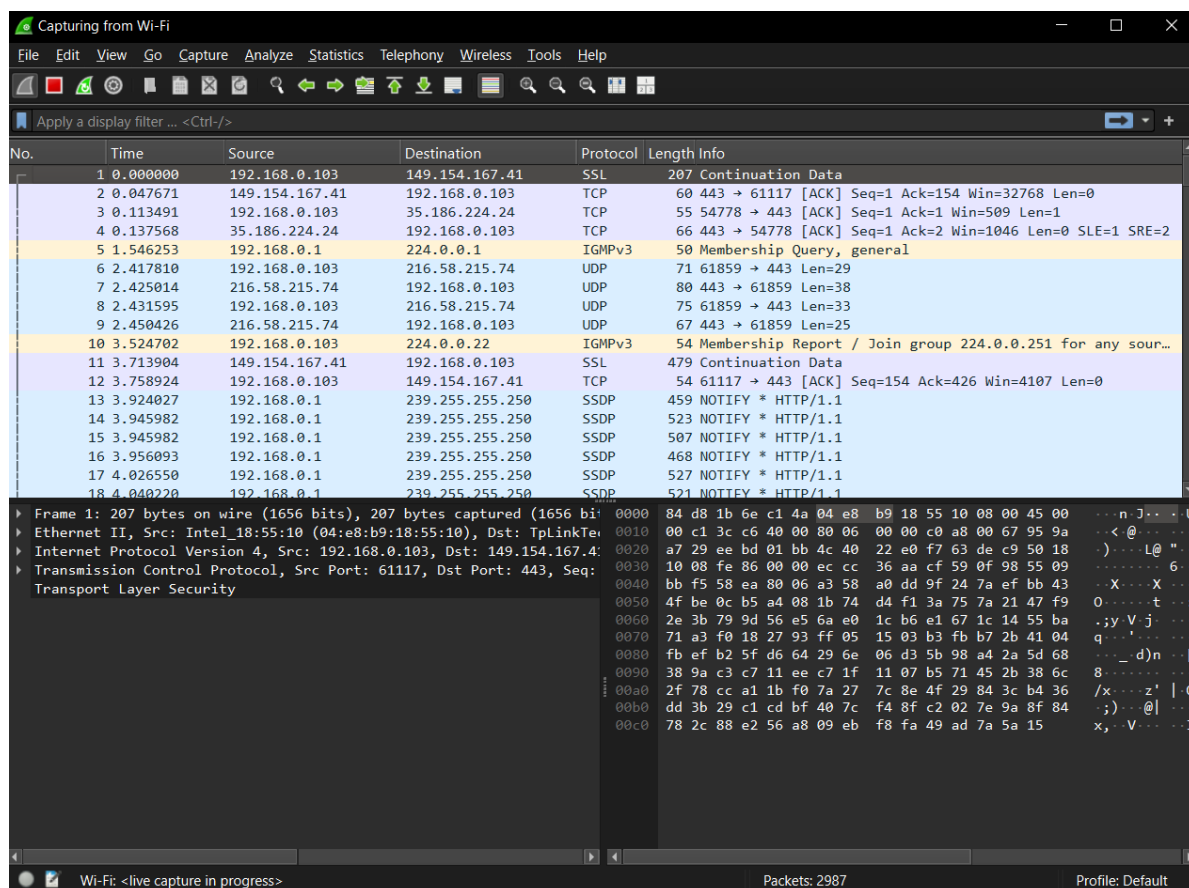 Capturing from Wi-Fi
File Edit View Go Capture Analyze Statistics Telephony Wireless Tools Help
Apply a display filter ... <Ctrl-/>
No. Time Source Destination Protocol Length Info
1 0.000000 192.168.0.103 149.154.167.41 SSL 207 Continuation Data
2 0.047671 149.154.167.41 192.168.0.103 TCP 60 443 → 61117 [ACK] Seq=1 Ack=154 Win=32768 Len=0
3 0.113491 192.168.0.103 35.186.224.24 TCP 55 54778 → 443 [ACK] Seq=1 Ack=1 Win=509 Len=1
4 0.137568 35.186.224.24 192.168.0.103 TCP 66 443 → 54778 [ACK] Seq=1 Ack=2 Win=1046 Len=0 SLE=1 SRE=2
5 1.546253 192.168.0.1 224.0.0.1 IGMPv3 50 Membership Query, general
6 2.417810 192.168.0.103 216.58.215.74 UDP 71 61859 → 443 Len=29
7 2.425014 216.58.215.74 192.168.0.103 UDP 80 443 → 61859 Len=38
8 2.431595 192.168.0.103 216.58.215.74 UDP 75 61859 → 443 Len=33
9 2.450426 216.58.215.74 192.168.0.103 UDP 67 443 → 61859 Len=25
10 3.524702 192.168.0.103 224.0.0.22 IGMPv3 54 Membership Report / Join group 224.0.0.251 for any sour…
11 3.713904 149.154.167.41 192.168.0.103 SSL 479 Continuation Data
12 3.758924 192.168.0.103 149.154.167.41 TCP 54 61117 → 443 [ACK] Seq=154 Ack=426 Win=4107 Len=0
13 3.924027 192.168.0.1 239.255.255.250 SSDP 459 NOTIFY * HTTP/1.1
14 3.945982 192.168.0.1 239.255.255.250 SSDP 523 NOTIFY * HTTP/1.1
15 3.945982 192.168.0.1 239.255.255.250 SSDP 507 NOTIFY * HTTP/1.1
16 3.956093 192.168.0.1 239.255.255.250 SSDP 468 NOTIFY * HTTP/1.1
17 4.026550 192.168.0.1 239.255.255.250 SSDP 527 NOTIFY * HTTP/1.1
18 4.040220 192.168.0.1 239.255.255.250 SSDP 521 NOTIFY * HTTP/1.1
Frame 1: 207 bytes on wire (1656 bits), 207 bytes captured (1656 bi
Ethernet II, Src: Intel_18:55:10 (04:e8:b9:18:55:10), Dst: TpLinkTe
Internet Protocol Version 4, Src: 192.168.0.103, Dst: 149.154.167.4
Transmission Control Protocol, Src Port: 61117, Dst Port: 443, Seq:
Transport Layer Security
0000 84 d8 1b 6e c1 4a 04 e8 b9 18 55 10 08 00 45 00 ···n·J·· ··U
0010 00 c1 3c c6 40 00 80 06 00 00 c0 a8 00 67 95 9a ··<·@··· ··
0020 a7 29 ee bd 01 bb 4c 40 22 e0 f7 63 de c9 50 18 ·)····L@ "·
0030 10 08 fe 86 00 00 ec cc 36 aa cf 59 0f 98 55 09 ········ 6·
0040 bb f5 58 ea 80 06 a3 58 a0 dd 9f 24 7a ef bb 43 ··X····X ··
0050 4f be 0c b5 a4 08 1b 74 d4 f1 3a 75 7a 21 47 f9 O······t ··
0060 2e 3b 79 9d 56 e5 6a e0 1c b6 e1 67 1c 14 55 ba .;y·V·j· ··
0070 71 a3 f0 18 27 93 ff 05 15 03 b3 fb b7 2b 41 04 q···'··· ··
0080 fb ef b2 5f d6 64 29 6e 06 d3 5b 98 a4 2a 5d 68 ···_·d)n ··
0090 38 9a c3 c7 11 ee c7 1f 11 07 b5 71 45 2b 38 6c 8······· ··
00a0 2f 78 cc a1 1b f0 7a 27 7c 8e 4f 29 84 3c b4 36 /x····z' |·
00b0 dd 3b 29 c1 cd bf 40 7c f4 8f c2 02 7e 9a 8f 84 ·;)···@| ··
00c0 78 2c 88 e2 56 a8 09 eb f8 fa 49 ad 7a 5a 15 x,··V··· ··
Wi-Fi: <live capture in progress> Packets: 2987 Profile: Default